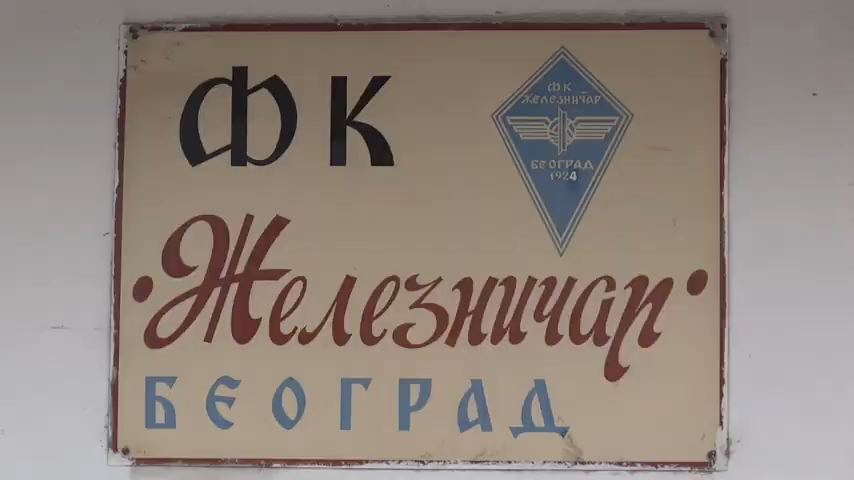 ФК
ФК
ЖЕЛЕЗНИЧАР
БЕОГРАД
1924
•Железничар•
БЕОГРАД